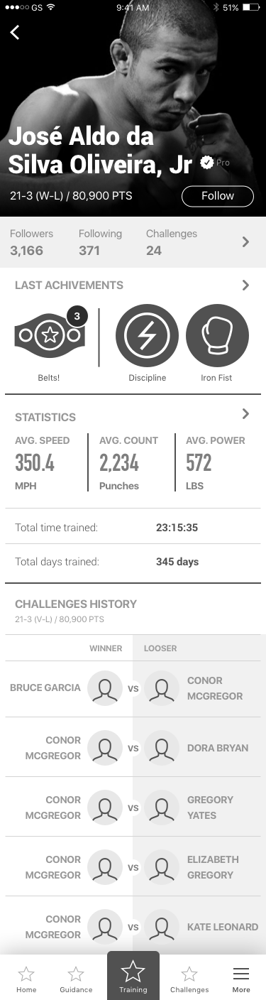 GS 9:41 AM 51%
José Aldo da
Silva Oliveira, Jr Pro
21-3 (W-L) / 80,900 PTS Follow
Followers Following Challenges
3,166 371 24
LAST ACHIVEMENTS
3
Belts! Discipline Iron Fist
STATISTICS
AVG. SPEED AVG. COUNT AVG. POWER
350.4 2,234 572
MPH Punches LBS
Total time trained: 23:15:35
Total days trained: 345 days
CHALLENGES HISTORY
21-3 (V-L) / 80,900 PTS
WINNER LOOSER
BRUCE GARCIA VS CONOR
MCGREGOR
CONOR
MCGREGOR VS DORA BRYAN
CONOR
MCGREGOR VS GREGORY
YATES
CONOR
MCGREGOR VS ELIZABETH
GREGORY
CONOR
MCGREGOR VS KATE LEONARD
Home Guidance Training Challenges More